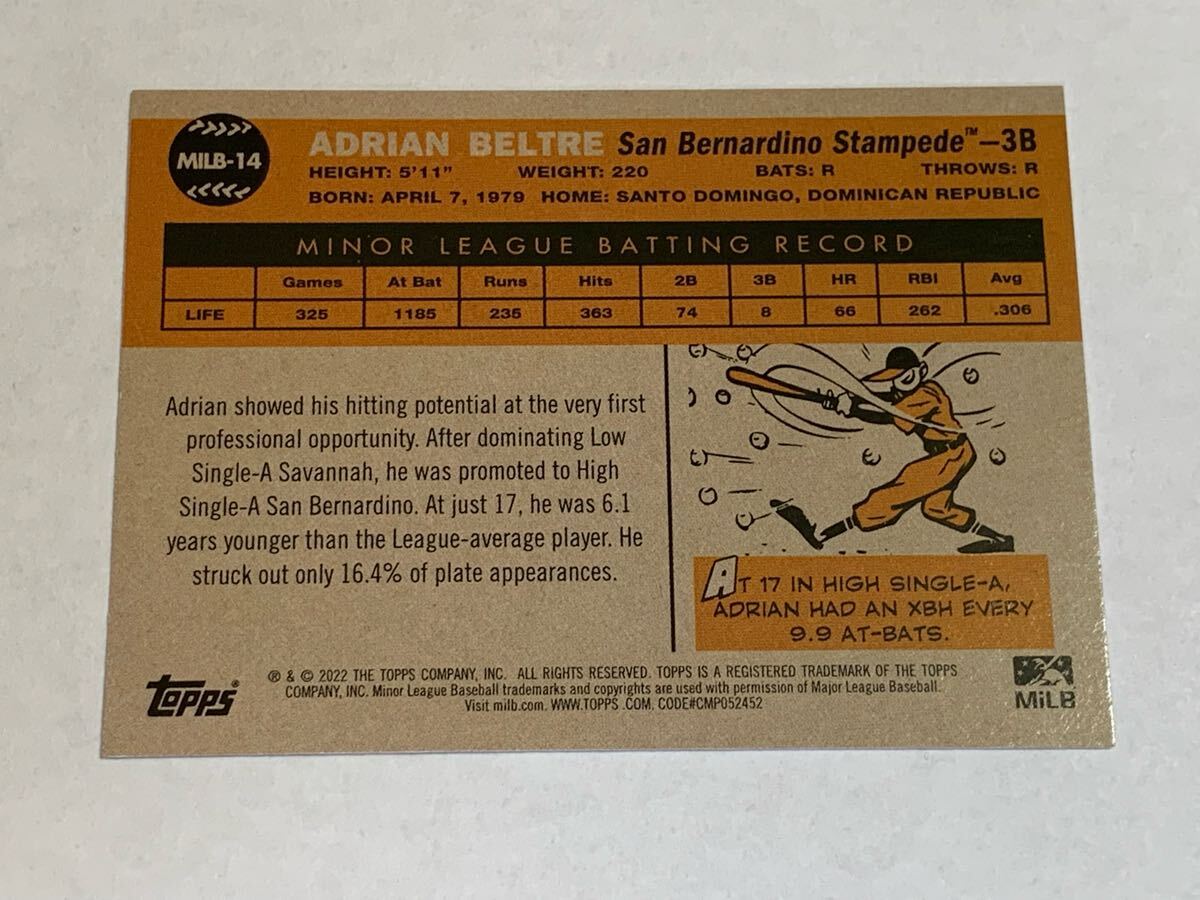 MILB-14
ADRIAN BELTRE San Bernardino Stampede™—3B
HEIGHT: 5'11" WEIGHT: 220 BATS: R THROWS: R
BORN: APRIL 7, 1979 HOME: SANTO DOMINGO, DOMINICAN REPUBLIC
MINOR LEAGUE BATTING RECORD
Games At Bat Runs Hits 2B 3B HR RBI Avg
LIFE 325 1185 235 363 74 8 66 262 .306
Adrian showed his hitting potential at the very first
professional opportunity. After dominating Low
Single-A Savannah, he was promoted to High
Single-A San Bernardino. At just 17, he was 6.1
years younger than the League-average player. He
struck out only 16.4% of plate appearances.
AT 17 IN HIGH SINGLE-A,
ADRIAN HAD AN XBH EVERY
9.9 AT-BATS.
topps®
® & © 2022 THE TOPPS COMPANY, INC. ALL RIGHTS RESERVED. TOPPS IS A REGISTERED TRADEMARK OF THE TOPPS
COMPANY, INC. Minor League Baseball trademarks and copyrights are used with permission of Major League Baseball.
Visit milb.com. WWW.TOPPS .COM. CODE#CMP052452
MiLB